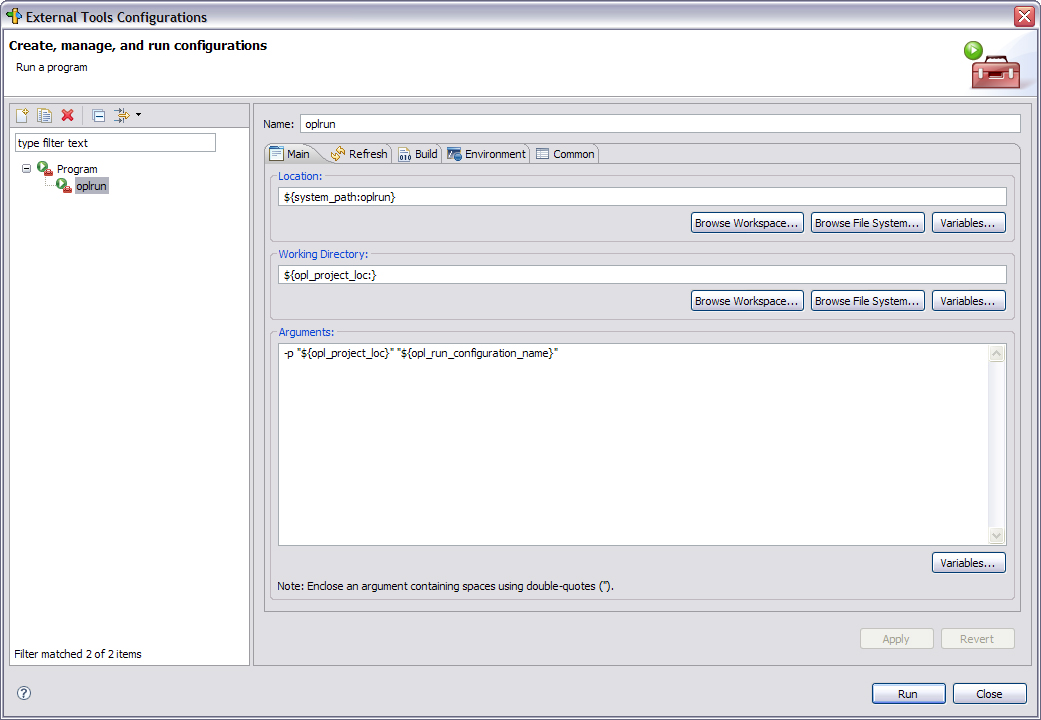 External Tools Configurations
Create, manage, and run configurations
Run a program
type filter text
Program
oplrun
Filter matched 2 of 2 items
Name: oplrun
Main Refresh Build Environment Common
Location:
${system_path:oplrun}
Browse Workspace... Browse File System... Variables...
Working Directory:
${opl_project_loc:}
Browse Workspace... Browse File System... Variables...
Arguments:
-p "${opl_project_loc}" "${opl_run_configuration_name}"
Variables...
Note: Enclose an argument containing spaces using double-quotes (").
Apply Revert
? Run Close